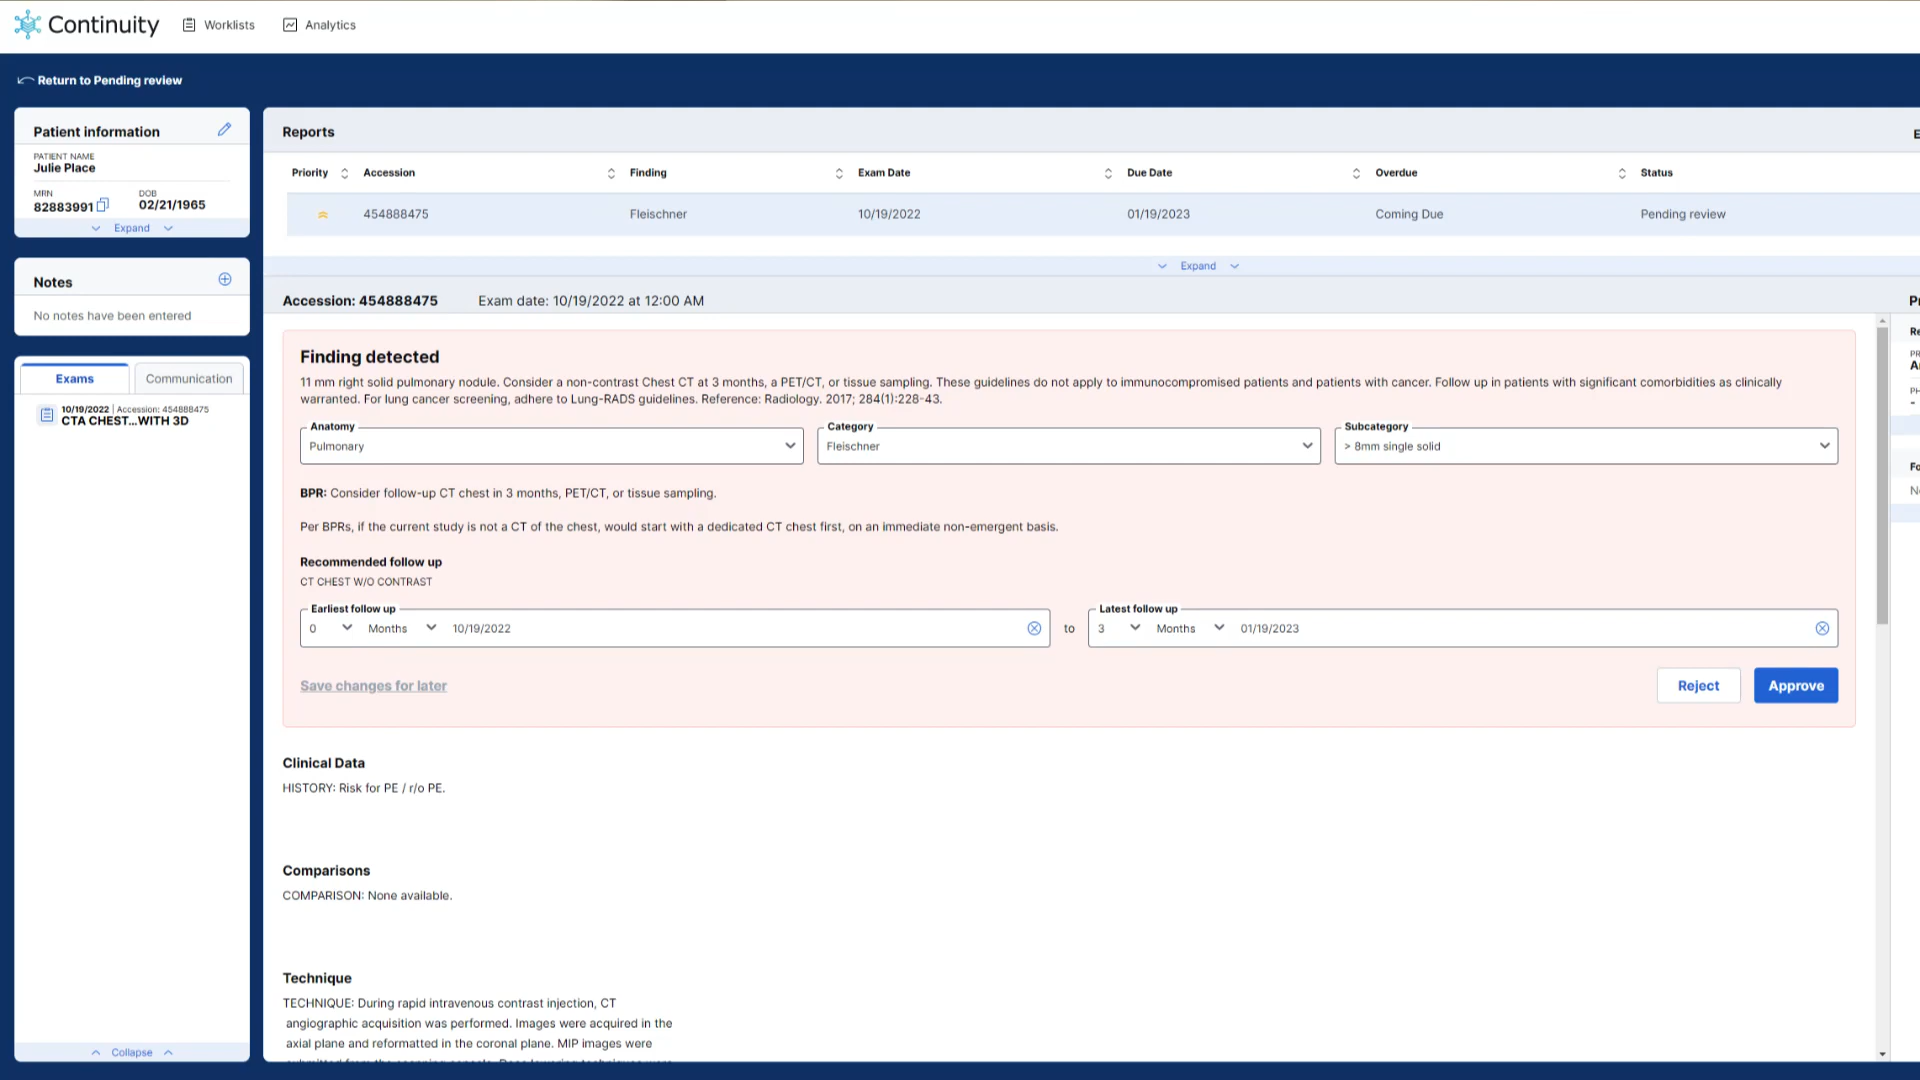 Continuity
Worklists
Analytics
Return to Pending review
Patient information
PATIENT NAME
Julie Place
MRN
82883991
DOB
02/21/1965
Expand
Notes
No notes have been entered
Exams
Communication
10/19/2022 | Accession: 454888475
CTA CHEST...WITH 3D
Collapse
Reports
Priority Accession Finding Exam Date Due Date Overdue Status
454888475 Fleischner 10/19/2022 01/19/2023 Coming Due Pending review
Expand
Accession: 454888475 Exam date: 10/19/2022 at 12:00 AM
Finding detected
11 mm right solid pulmonary nodule. Consider a non-contrast Chest CT at 3 months, a PET/CT, or tissue sampling. These guidelines do not apply to immunocompromised patients and patients with cancer. Follow up in patients with significant comorbidities as clinically
warranted. For lung cancer screening, adhere to Lung-RADS guidelines. Reference: Radiology. 2017; 284(1):228-43.
Anatomy
Pulmonary
Category
Fleischner
Subcategory
> 8mm single solid
BPR: Consider follow-up CT chest in 3 months, PET/CT, or tissue sampling.
Per BPRs, if the current study is not a CT of the chest, would start with a dedicated CT chest first, on an immediate non-emergent basis.
Recommended follow up
CT CHEST W/O CONTRAST
Earliest follow up
0 Months 10/19/2022
to
Latest follow up
3 Months 01/19/2023
Save changes for later
Reject
Approve
Clinical Data
HISTORY: Risk for PE / r/o PE.
Comparisons
COMPARISON: None available.
Technique
TECHNIQUE: During rapid intravenous contrast injection, CT
angiographic acquisition was performed. Images were acquired in the
axial plane and reformatted in the coronal plane. MIP images were